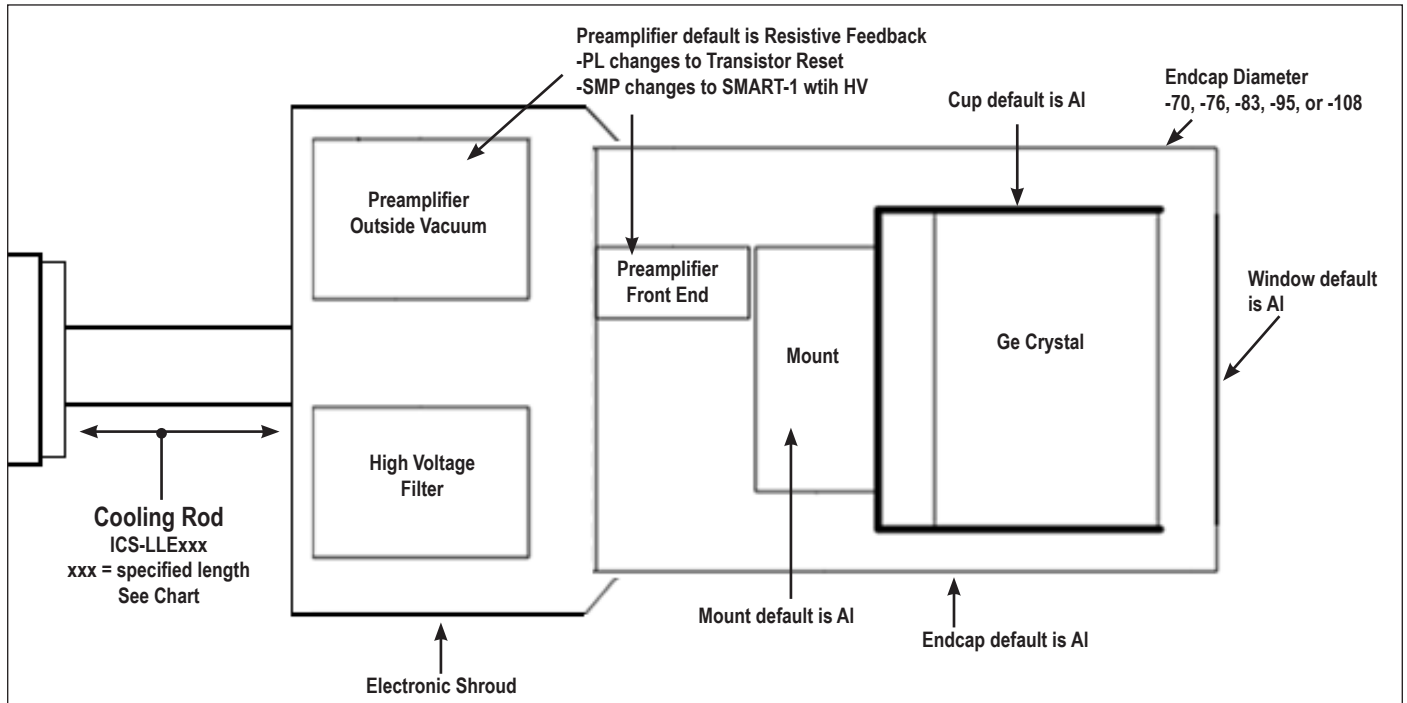 Preamplifier default is Resistive Feedback
-PL changes to Transistor Reset
-SMP changes to SMART-1 wtih HV
Endcap Diameter
-70, -76, -83, -95, or -108
Cup default is Al
Preamplifier
Outside Vacuum
Preamplifier
Front End
Window default
is Al
Mount
Ge Crystal
High Voltage
Filter
Cooling Rod
ICS-LLExxx
xxx = specified length
See Chart
Mount default is Al
Endcap default is Al
Electronic Shroud